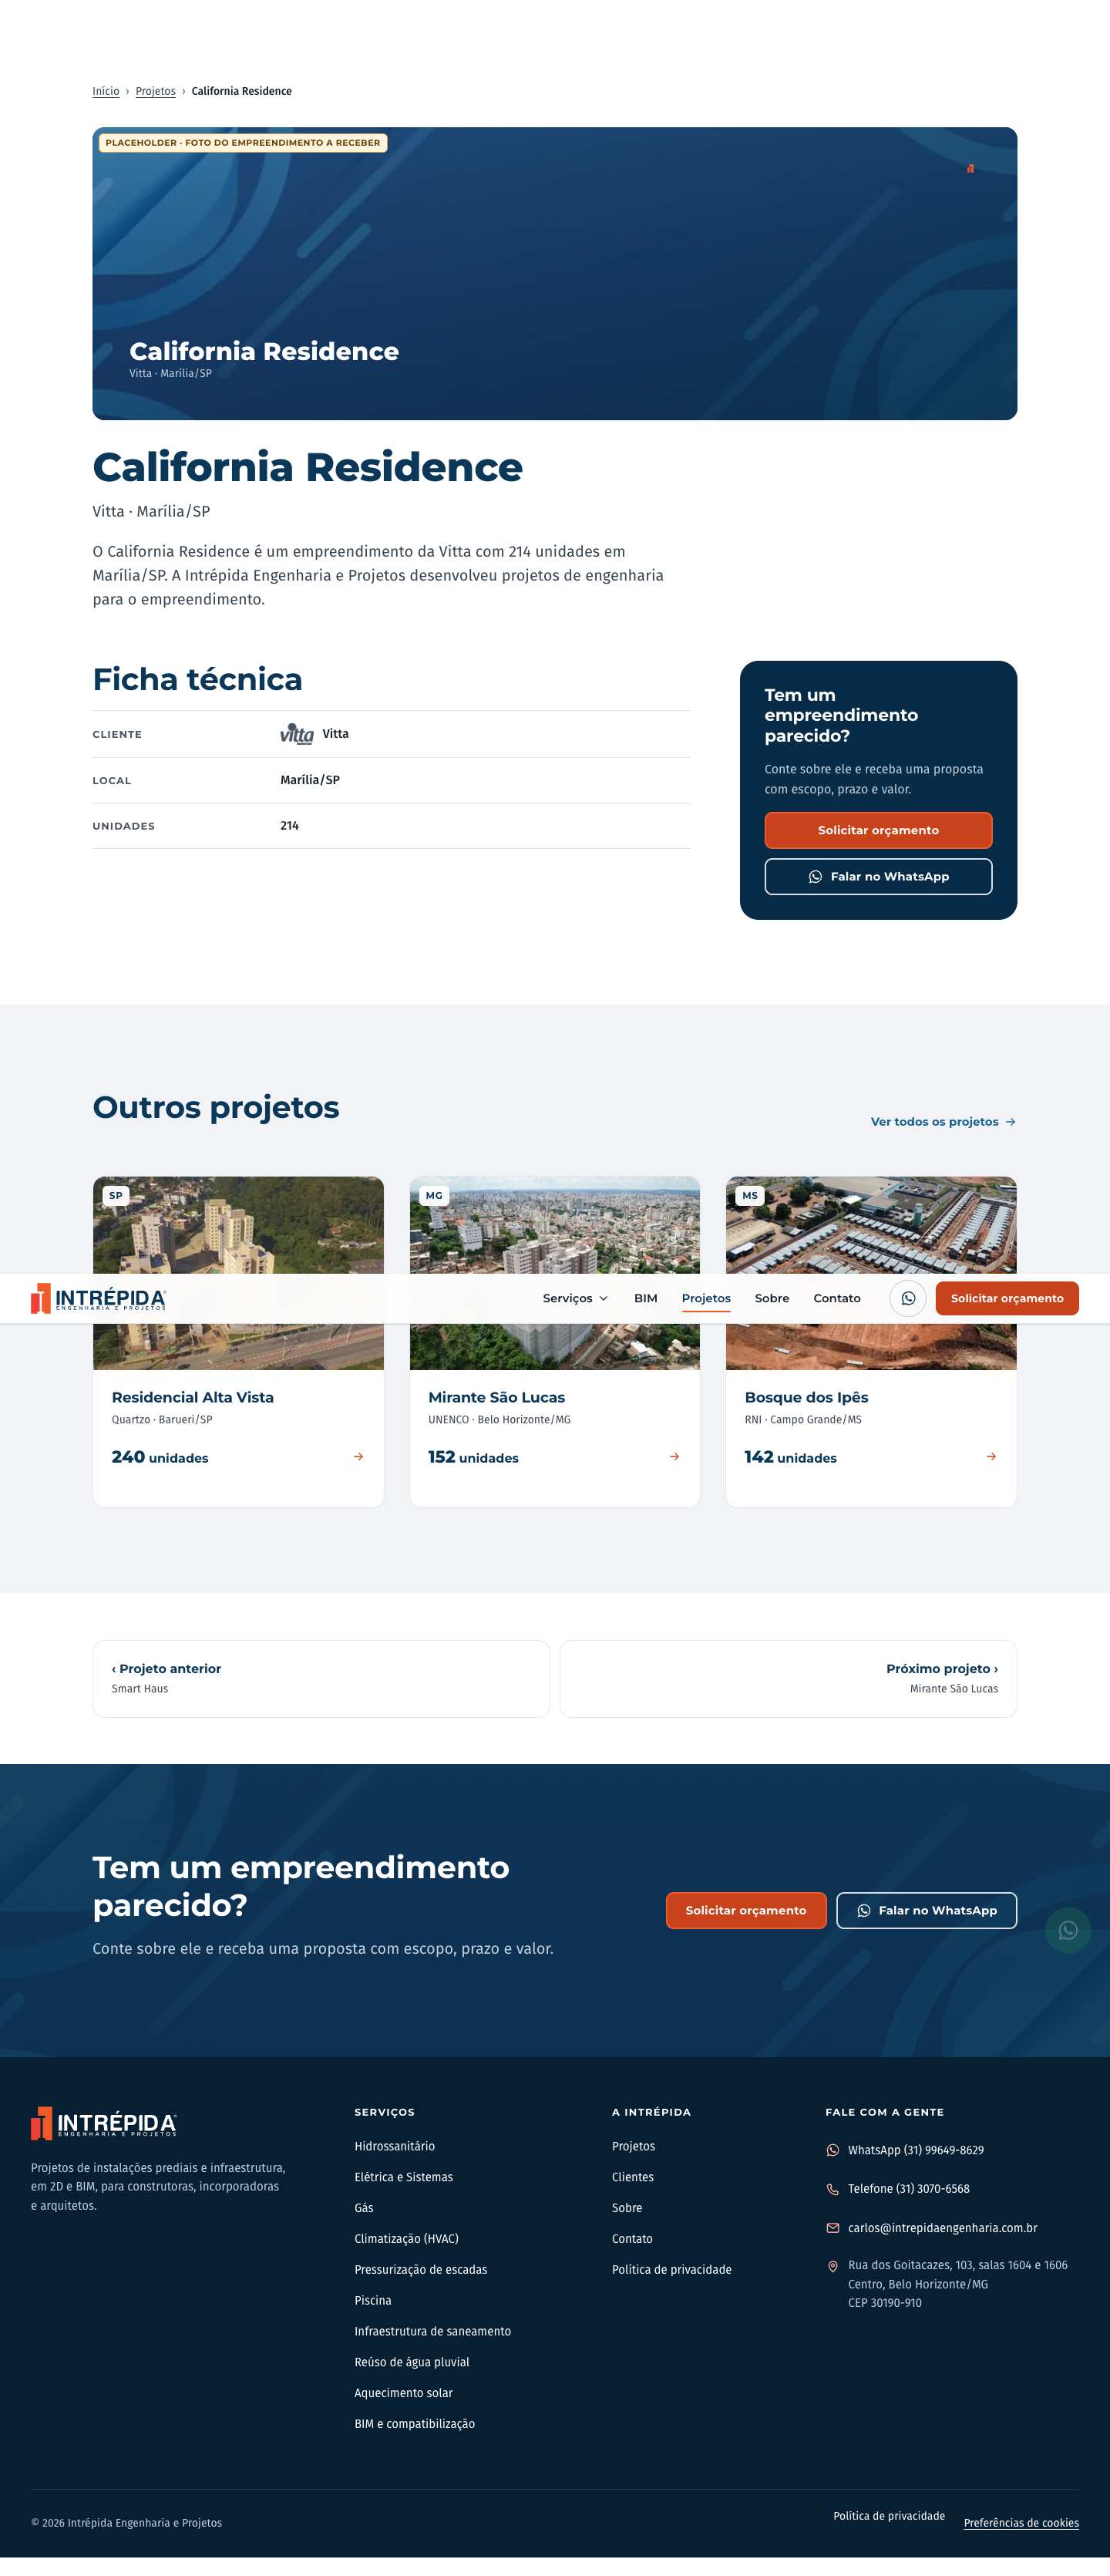 Início › Projetos › California Residence
PLACEHOLDER · FOTO DO EMPREENDIMENTO A RECEBER
California Residence
Vitta · Marília/SP
California Residence
Vitta · Marília/SP
O California Residence é um empreendimento da Vitta com 214 unidades em
Marília/SP. A Intrépida Engenharia e Projetos desenvolveu projetos de engenharia
para o empreendimento.
Ficha técnica
CLIENTE vitta Vitta
LOCAL Marília/SP
UNIDADES 214
Tem um
empreendimento
parecido?
Conte sobre ele e receba uma proposta
com escopo, prazo e valor.
Solicitar orçamento
Falar no WhatsApp
Outros projetos
Ver todos os projetos →
SP
MG
MS
INTRÉPIDA
ENGENHARIA E PROJETOS
Serviços BIM Projetos Sobre Contato Solicitar orçamento
Residencial Alta Vista
Quartzo · Barueri/SP
240 unidades →
Mirante São Lucas
UNENCO · Belo Horizonte/MG
152 unidades →
Bosque dos Ipês
RNI · Campo Grande/MS
142 unidades →
‹ Projeto anterior
Smart Haus
Próximo projeto ›
Mirante São Lucas
Tem um empreendimento
parecido?
Conte sobre ele e receba uma proposta com escopo, prazo e valor.
Solicitar orçamento
Falar no WhatsApp
INTRÉPIDA
ENGENHARIA E PROJETOS
Projetos de instalações prediais e infraestrutura,
em 2D e BIM, para construtoras, incorporadoras
e arquitetos.
SERVIÇOS
Hidrossanitário
Elétrica e Sistemas
Gás
Climatização (HVAC)
Pressurização de escadas
Piscina
Infraestrutura de saneamento
Reúso de água pluvial
Aquecimento solar
BIM e compatibilização
A INTRÉPIDA
Projetos
Clientes
Sobre
Contato
Política de privacidade
FALE COM A GENTE
WhatsApp (31) 99649-8629
Telefone (31) 3070-6568
carlos@intrepidaengenharia.com.br
Rua dos Goitacazes, 103, salas 1604 e 1606
Centro, Belo Horizonte/MG
CEP 30190-910
© 2026 Intrépida Engenharia e Projetos
Política de privacidade
Preferências de cookies